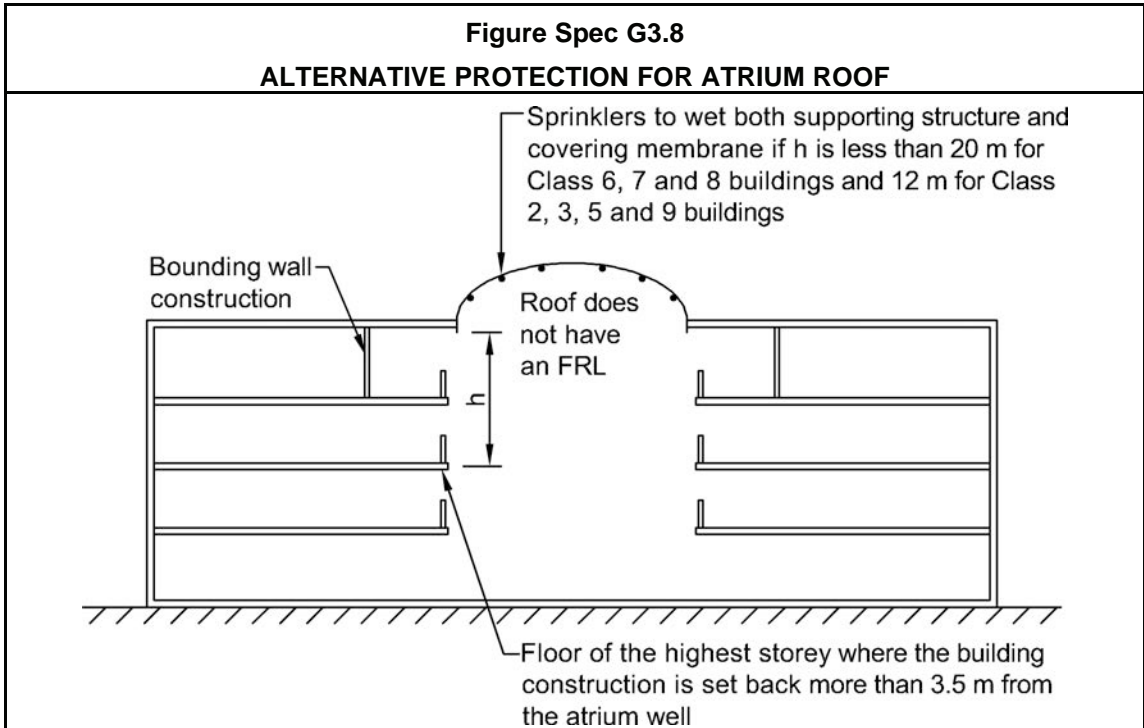 Figure Spec G3.8
ALTERNATIVE PROTECTION FOR ATRIUM ROOF
Sprinklers to wet both supporting structure and
covering membrane if h is less than 20 m for
Class 6, 7 and 8 buildings and 12 m for Class
2, 3, 5 and 9 buildings
Bounding wall
construction
Roof does
not have
an FRL
h
Floor of the highest storey where the building
construction is set back more than 3.5 m from
the atrium well